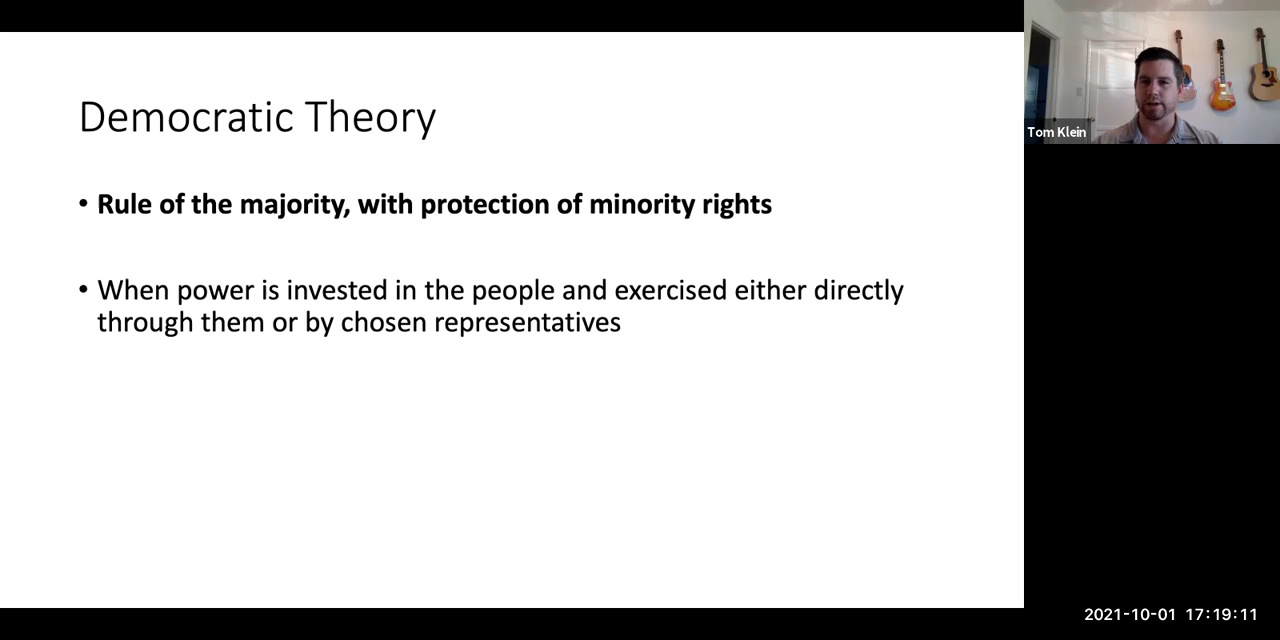 Democratic Theory
• Rule of the majority, with protection of minority rights
• When power is invested in the people and exercised either directly
through them or by chosen representatives
Tom Klein
2021-10-01 17:19:11